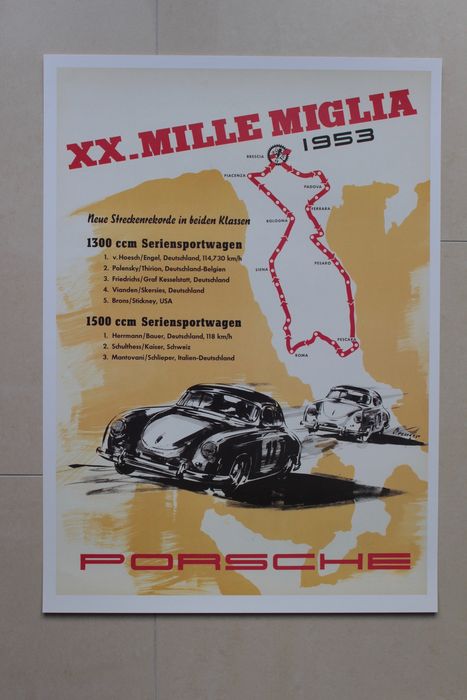 XX. MILLE MIGLIA
1953
BRESCIA
PIACENZA
PADOVA
FERRARA
BOLOGNA
SIENA
PESARO
PESCARA
ROMA
Neue Streckenrekorde in beiden Klassen
1300 ccm Seriensportwagen
1. v. Hoesch/Engel, Deutschland, 114,730 km/h
2. Polensky/Thirion, Deutschland-Belgien
3. Friedrichs/Graf Kesselstatt, Deutschland
4. Vianden/Skersies, Deutschland
5. Brons/Stickney, USA
1500 ccm Seriensportwagen
1. Herrmann/Bauer, Deutschland, 118 km/h
2. Schulthess/Kaiser, Schweiz
3. Mantovani/Schlieper, Italien-Deutschland
PORSCHE